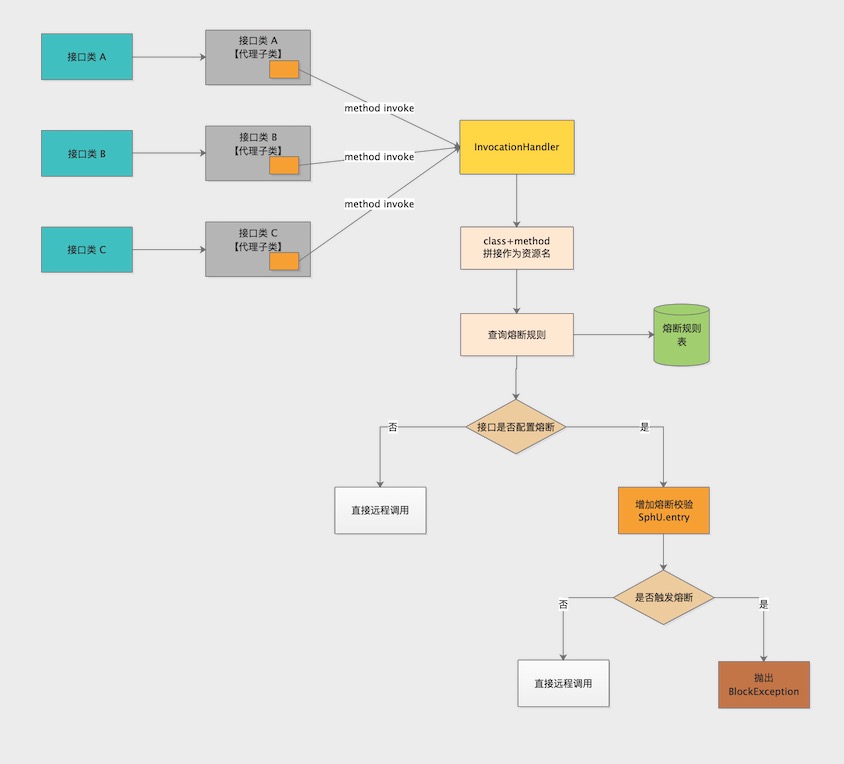 接口类 A
接口类 A
【代理子类】
method invoke
接口类 B
接口类 B
【代理子类】
method invoke
InvocationHandler
接口类 C
接口类 C
【代理子类】
method invoke
class+method
拼接作为资源名
查询熔断规则
熔断规则
表
接口是否配置熔断
否
是
直接远程调用
增加熔断校验
SphU.entry
是否触发熔断
否
是
直接远程调用
抛出
BlockException